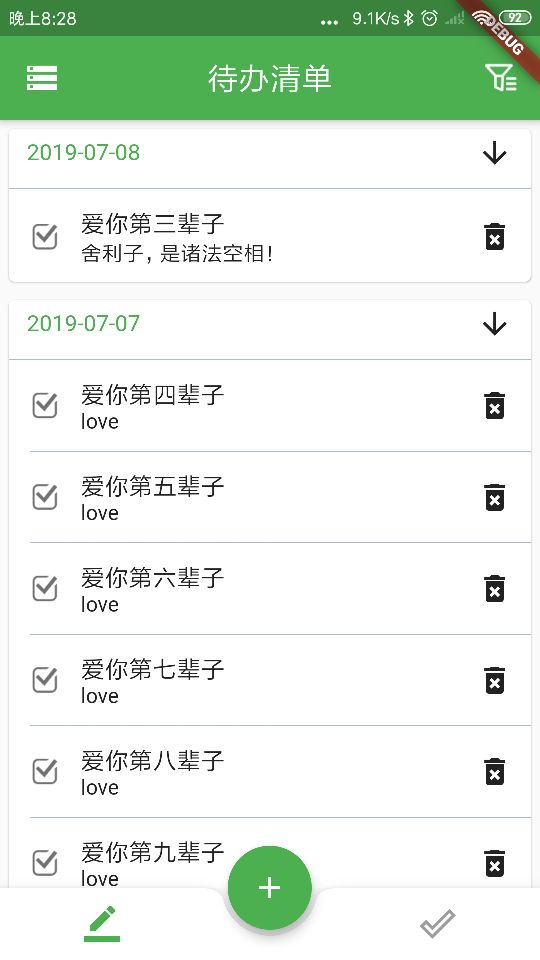 晚上8:28
... 9.1K/s 92
DEBUG
待办清单
2019-07-08
爱你第三辈子
舍利子，是诸法空相！
2019-07-07
爱你第四辈子
love
爱你第五辈子
love
爱你第六辈子
love
爱你第七辈子
love
爱你第八辈子
love
爱你第九辈子
love